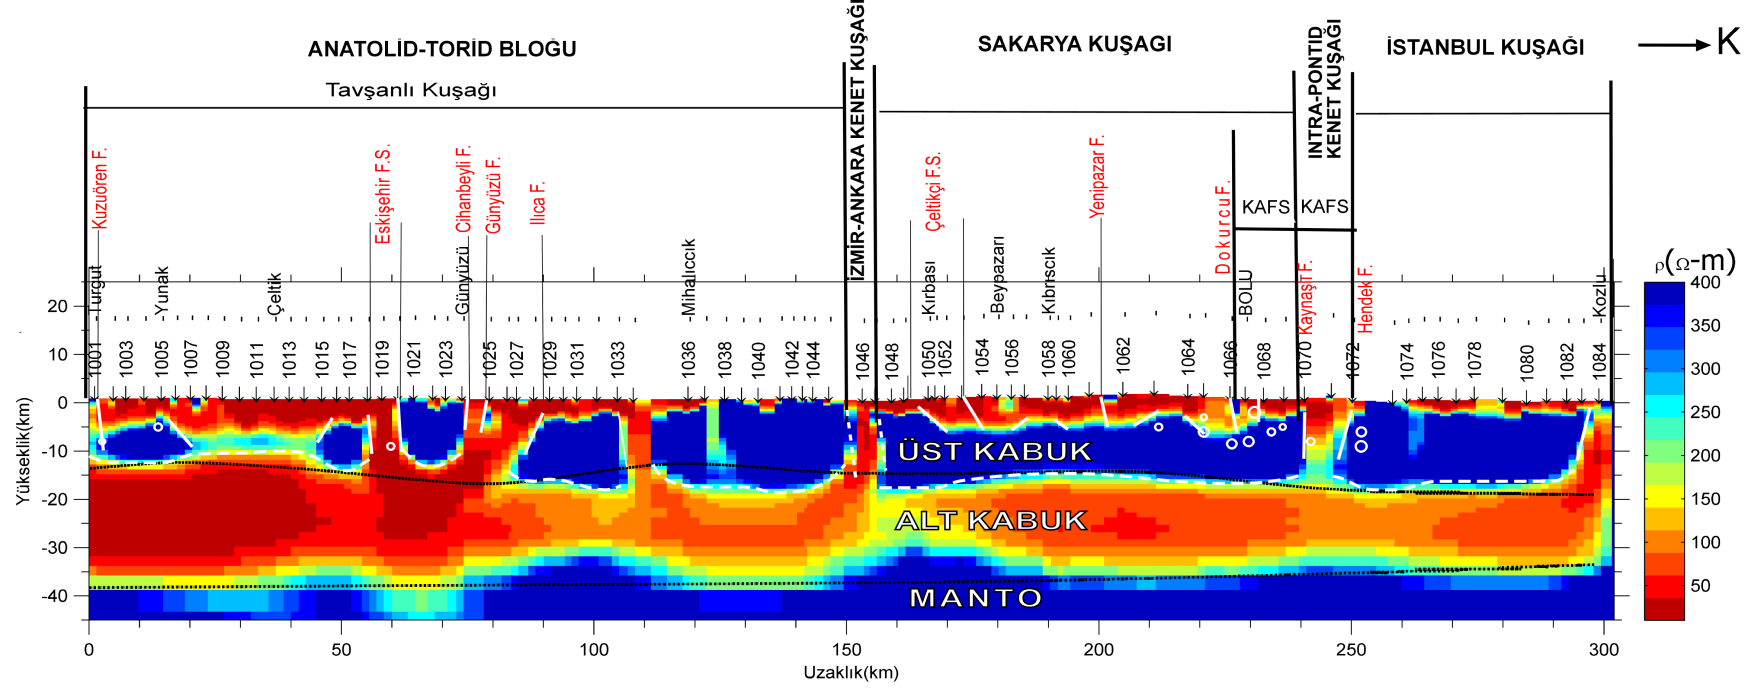 ANATOLİD-TORİD BLOĞU
Tavşanlı Kuşağı
İZMİR-ANKARA KENET KUŞAĞI
SAKARYA KUŞAGI
INTRA-PONTID
KENET KUŞAĞI
İSTANBUL KUŞAĞI
K
Kuzuören F.
Eskişehir F.S.
Cihanbeyli F.
Günyüzü F.
Ilıca F.
Çeltikçi F.S.
Yenipazar F.
Dokurcu F.
KAFS
KAFS
Kaynaşlı F.
Hendek F.
Turgut
Yunak
Çeltik
Günyüzü
Mihalıccık
Kırbası
Beypazarı
Kıbrıscık
BOLU
Kozlu
1001
1003
1005
1007
1009
1011
1013
1015
1017
1019
1021
1023
1025
1027
1029
1031
1033
1036
1038
1040
1042
1044
1046
1048
1050
1052
1054
1056
1058
1060
1062
1064
1066
1068
1070
1072
1074
1076
1078
1080
1082
1084
Yükseklik(km)
20
10
0
-10
-20
-30
-40
ÜST KABUK
ALT KABUK
MANTO
0
50
100
150
200
250
300
Uzaklık(km)
ρ(Ω-m)
400
350
300
250
200
150
100
50